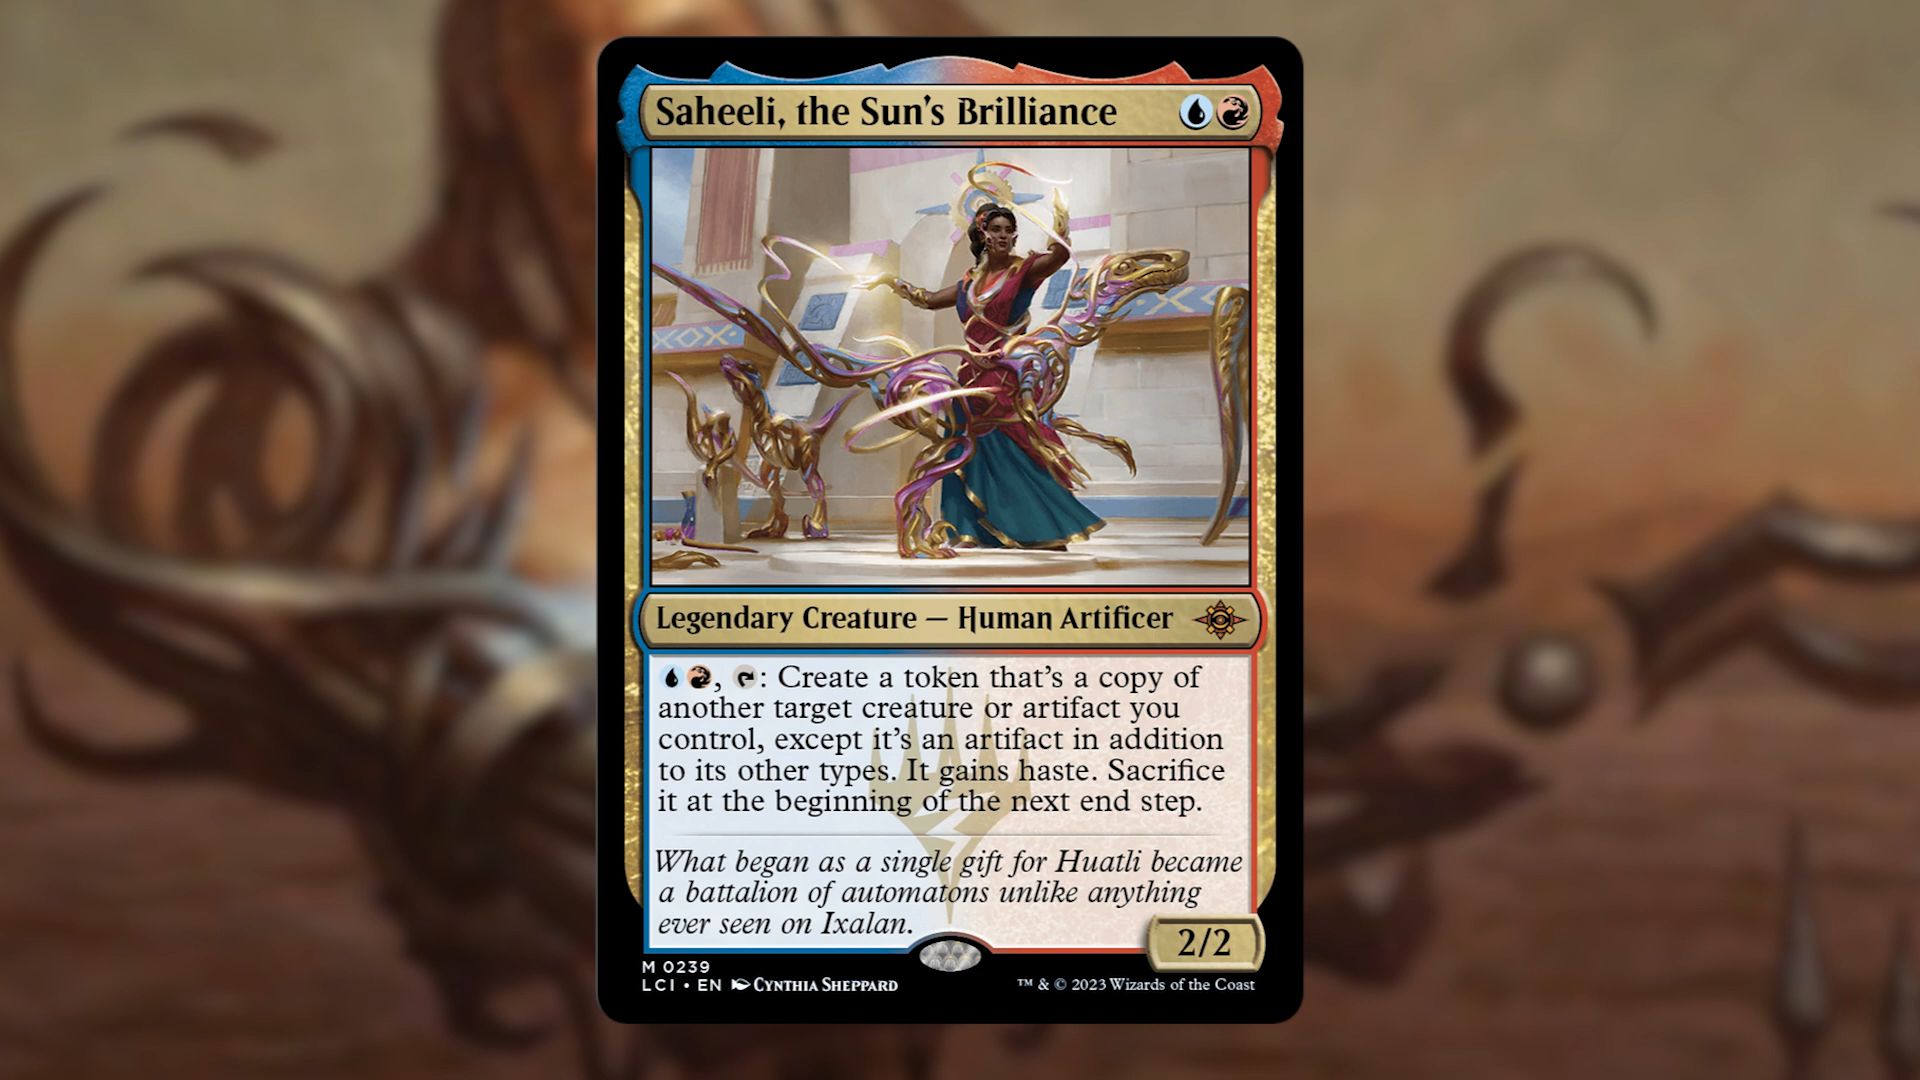 Saheeli, the Sun's Brilliance
Legendary Creature — Human Artificer
, : Create a token that's a copy of
another target creature or artifact you
control, except it's an artifact in addition
to its other types. It gains haste. Sacrifice
it at the beginning of the next end step.
What began as a single gift for Huatli became
a battalion of automatons unlike anything
ever seen on Ixalan.
2/2
M 0239
LCI • EN Cynthia Sheppard
™ & © 2023 Wizards of the Coast